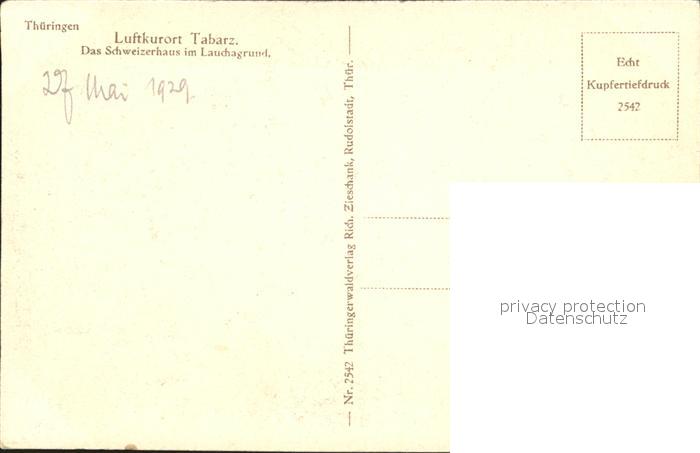 Thüringen
Luftkurort Tabarz.
Das Schweizerhaus im Lauchagrund.
27 Mai 1929
Nr. 2542 Thüringerwaldverlag Rich. Zieschank, Rudolstadt, Thür.
Echt
Kupfertiefdruck
2542
privacy protection
Datenschutz